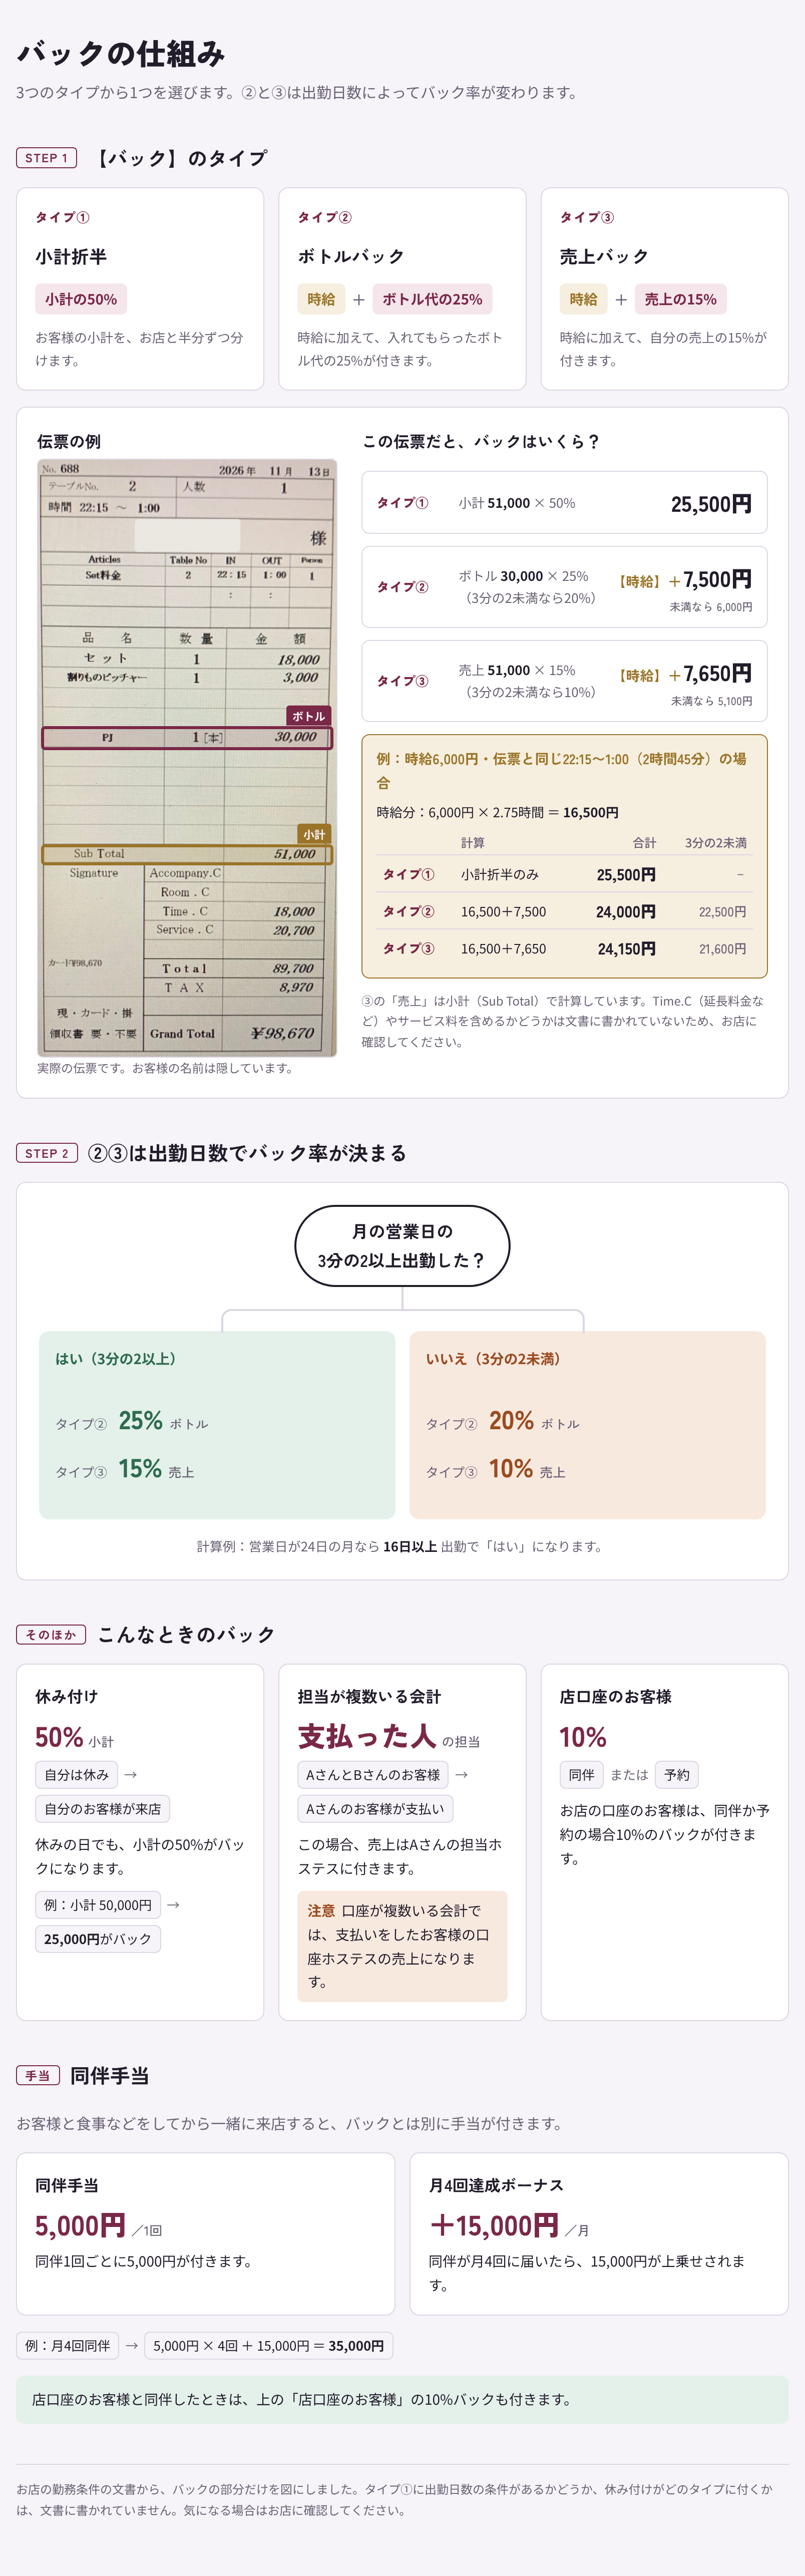 バックの仕組み
3つのタイプから1つを選びます。②と③は出勤日数によってバック率が変わります。
STEP 1 【バック】のタイプ
タイプ①
小計折半
小計の50%
お客様の小計を、お店と半分ずつ分
けます。
タイプ②
ボトルバック
時給 + ボトル代の25%
時給に加えて、入れてもらったボト
ル代の25%が付きます。
タイプ③
売上バック
時給 + 売上の15%
時給に加えて、自分の売上の15%が
付きます。
伝票の例
No. 688 2026年 11月 13日
テーブルNo. 2 人数 1
時間 22:15 ～ 1:00
様
Articles Table No IN OUT Person
Set料金 2 22:15 1:00 1
: :
品 名 数 量 金 額
セット 1 18,000
割りものピッチャー 1 3,000
ボトル
PJ 1 [本] 30,000
小計
Sub Total 51,000
Signature Accompany.C
Room . C
Time . C 18,000
Service . C 20,700
カード¥98,670
Total 89,700
TAX 8,970
現・カード・掛
領収書 要・不要 Grand Total ¥98,670
実際の伝票です。お客様の名前は隠しています。
この伝票だと、バックはいくら？
タイプ① 小計 51,000 × 50% 25,500円
タイプ② ボトル 30,000 × 25% 【時給】+7,500円
（3分の2未満なら20%） 未満なら 6,000円
タイプ③ 売上 51,000 × 15% 【時給】+7,650円
（3分の2未満なら10%） 未満なら 5,100円
例：時給6,000円・伝票と同じ22:15〜1:00（2時間45分）の場
合
時給分：6,000円 × 2.75時間 = 16,500円
計算 合計 3分の2未満
タイプ① 小計折半のみ 25,500円 –
タイプ② 16,500+7,500 24,000円 22,500円
タイプ③ 16,500+7,650 24,150円 21,600円
③の「売上」は小計（Sub Total）で計算しています。Time.C（延長料金な
ど）やサービス料を含めるかどうかは文書に書かれていないため、お店に
確認してください。
STEP 2 ②③は出勤日数でバック率が決まる
月の営業日の
3分の2以上出勤した？
はい（3分の2以上）
タイプ② 25% ボトル
タイプ③ 15% 売上
いいえ（3分の2未満）
タイプ② 20% ボトル
タイプ③ 10% 売上
計算例：営業日が24日の月なら 16日以上 出勤で「はい」になります。
そのほか こんなときのバック
休み付け
50% 小計
自分は休み →
自分のお客様が来店
休みの日でも、小計の50%がバッ
クになります。
例：小計 50,000円 →
25,000円がバック
担当が複数いる会計
支払った人 の担当
AさんとBさんのお客様 →
Aさんのお客様が支払い
この場合、売上はAさんの担当ホ
ステスに付きます。
注意 口座が複数いる会計で
は、支払いをしたお客様の口
座ホステスの売上になりま
す。
店口座のお客様
10%
同伴 または 予約
お店の口座のお客様は、同伴か予
約の場合10%のバックが付きま
す。
手当 同伴手当
お客様と食事などをしてから一緒に来店すると、バックとは別に手当が付きます。
同伴手当
5,000円 ／1回
同伴1回ごとに5,000円が付きます。
月4回達成ボーナス
+15,000円 ／月
同伴が月4回に届いたら、15,000円が上乗せされま
す。
例：月4回同伴 → 5,000円 × 4回 + 15,000円 = 35,000円
店口座のお客様と同伴したときは、上の「店口座のお客様」の10%バックも付きます。
お店の勤務条件の文書から、バックの部分だけを図にしました。タイプ①に出勤日数の条件があるかどうか、休み付けがどのタイプに付くか
は、文書に書かれていません。気になる場合はお店に確認してください。